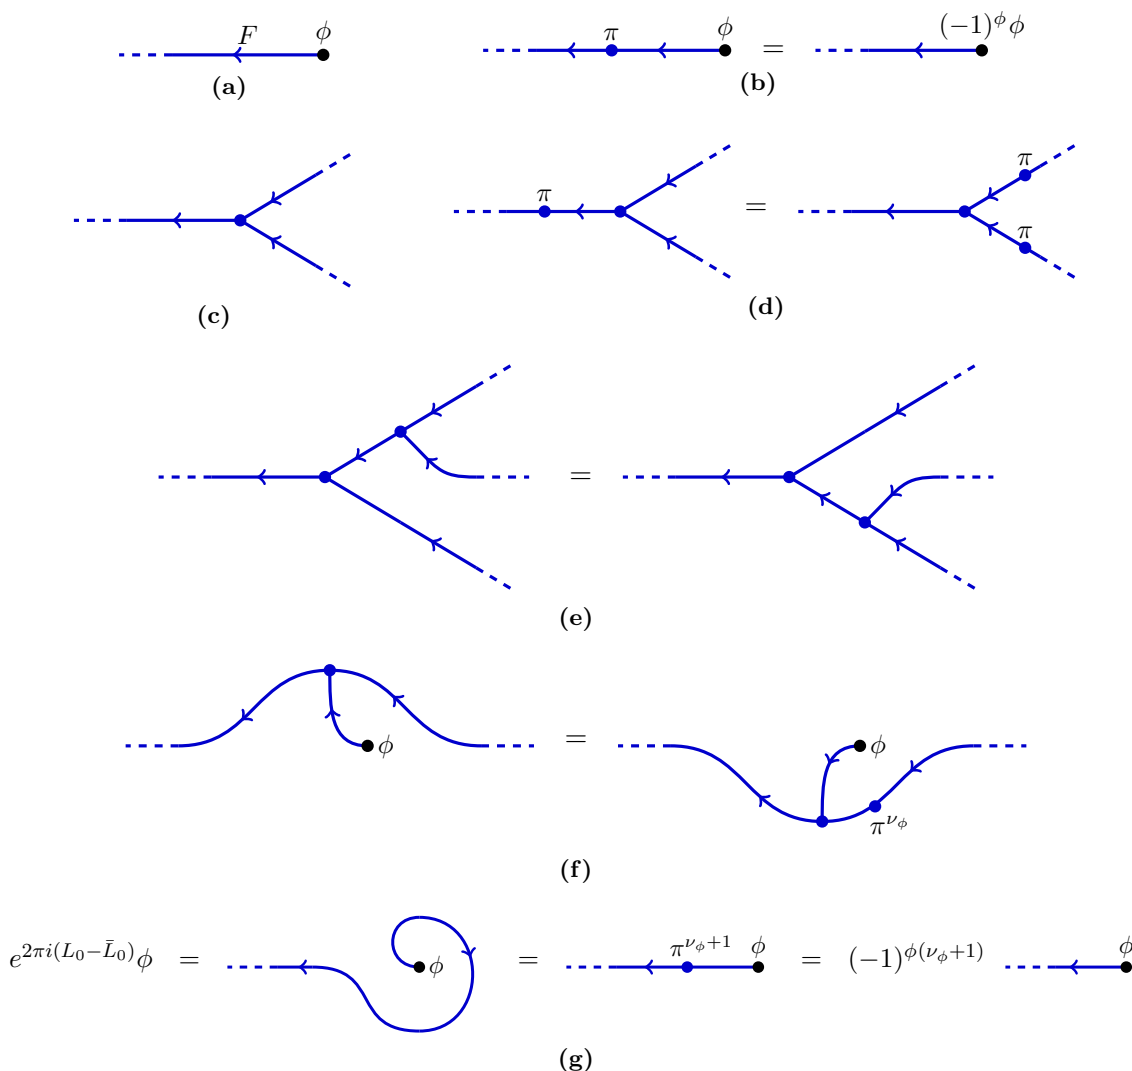 F ϕ
(a)
π ϕ = (−1)^ϕ ϕ
(b)
(c)
π = π π
(d)
=
(e)
ϕ = ϕ π^{ν_ϕ}
(f)
e^{2πi(L_0−\bar{L}_0)}ϕ = ϕ = π^{ν_ϕ+1} ϕ = (−1)^{ϕ(ν_ϕ+1)} ϕ
(g)